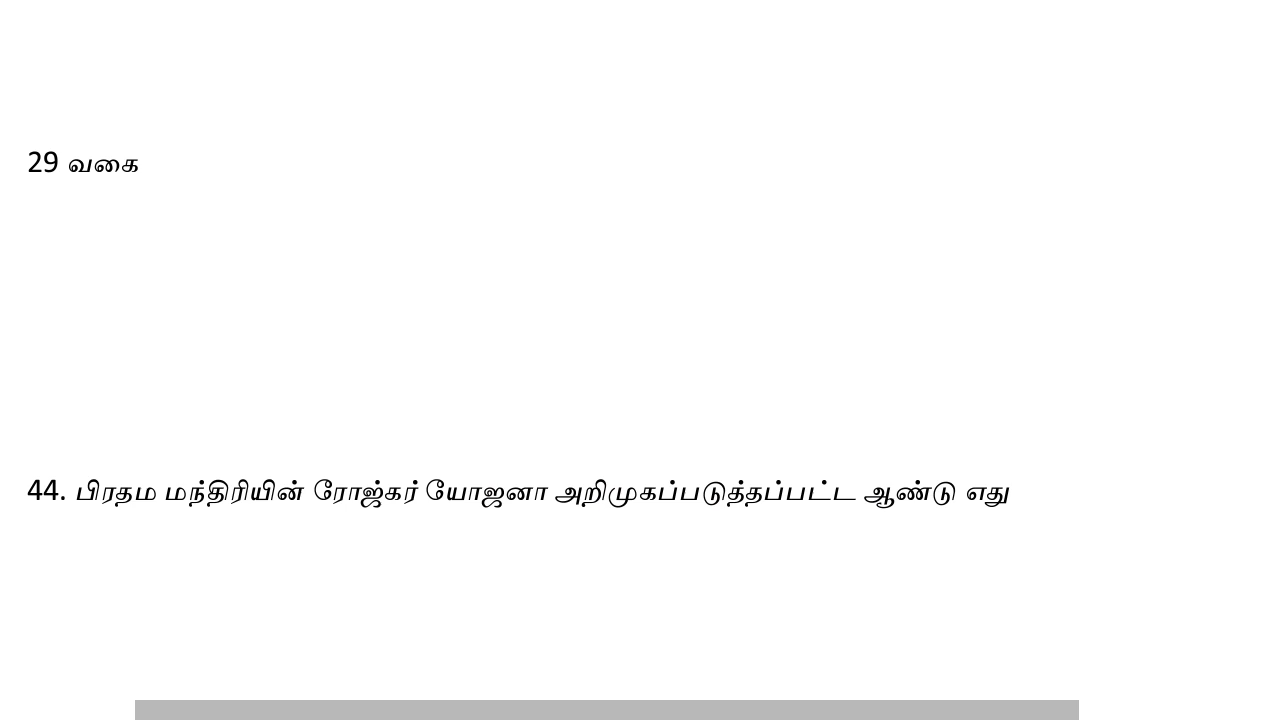 29 வகை
44. பிரதம மந்திரியின் ரோஜ்கர் யோஜனா அறிமுகப்படுத்தப்பட்ட ஆண்டு எது